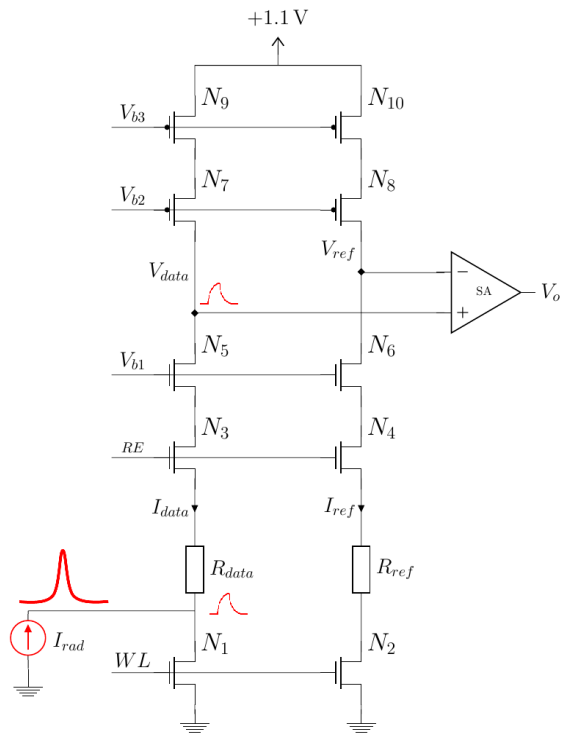 +1.1 V
V_{b3}
N_9
N_{10}
V_{b2}
N_7
N_8
V_{data}
V_{ref}
−
SA
+
V_o
V_{b1}
N_5
N_6
RE
N_3
N_4
I_{data}
I_{ref}
R_{data}
R_{ref}
I_{rad}
WL
N_1
N_2